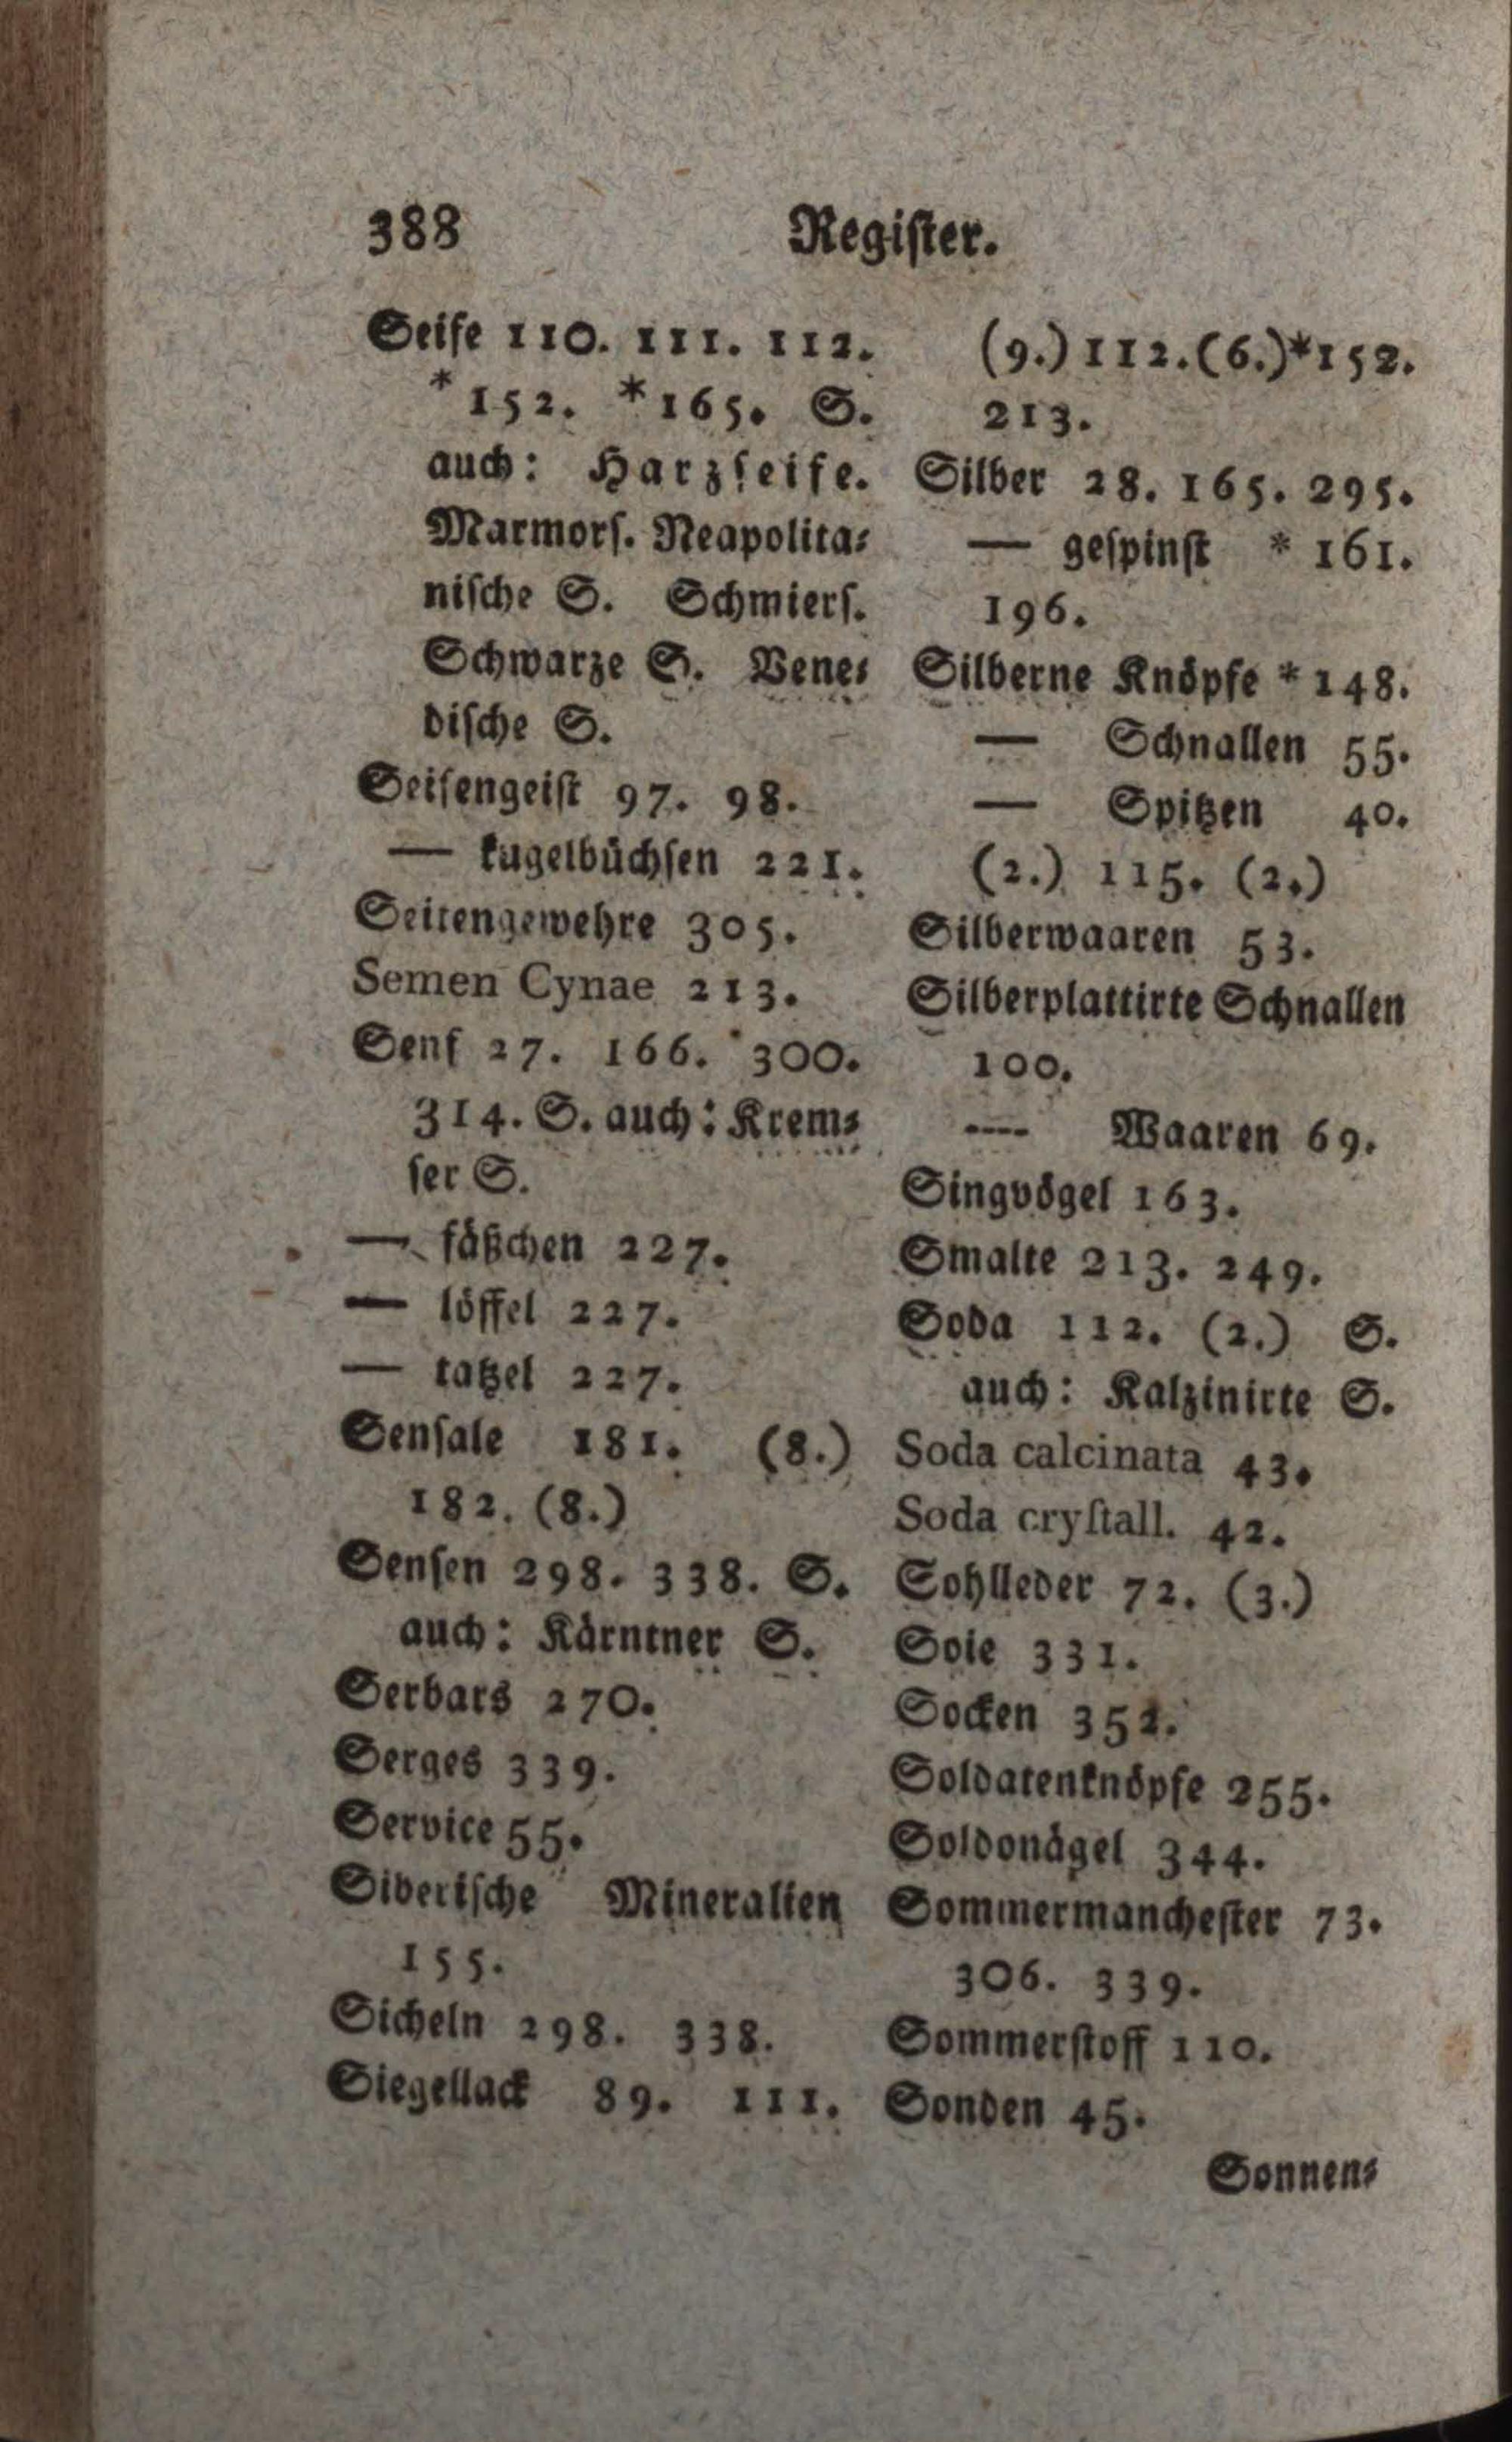 388
Regiſter.
Seife 110. 111. 112.
*152. *165. S.
auch: Harzſeife.
Marmorſ. Neapolita⸗
niſche S. Schmierſ.
Schwarze S. Vene⸗
diſche S.
Seifengeiſt 97. 98.
— kugelbüchſen 221.
Seitengewehre 305.
Semen Cynae 213.
Senf 27. 166. 300.
314. S. auch: Krem⸗
ſer S.
— fäßchen 227.
— löffel 227.
— tatzel 227.
Senſale 181. (8.)
182. (8.)
Senſen 298. 338. S.
auch: Kärntner S.
Serbars 270.
Serges 339.
Service 55.
Siberiſche Mineralien
155.
Sicheln 298. 338.
Siegellack 89. 111.
(9.) 112. (6.) *152.
213.
Silber 28. 165. 295.
— geſpinſt * 161.
196.
Silberne Knöpfe * 148.
— Schnallen 55.
— Spitzen 40.
(2.) 115. (2.)
Silberwaaren 53.
Silberplattirte Schnallen
100.
— Waaren 69.
Singvögel 163.
Smalte 213. 249.
Soda 112. (2.) S.
auch: Kalzinirte S.
Soda calcinata 43.
Soda cryſtall. 42.
Sohlleder 72. (3.)
Soie 331.
Socken 352.
Soldatenknöpfe 255.
Soldonägel 344.
Sommermancheſter 73.
306. 339.
Sommerſtoff 110.
Sonden 45.
Sonnen⸗